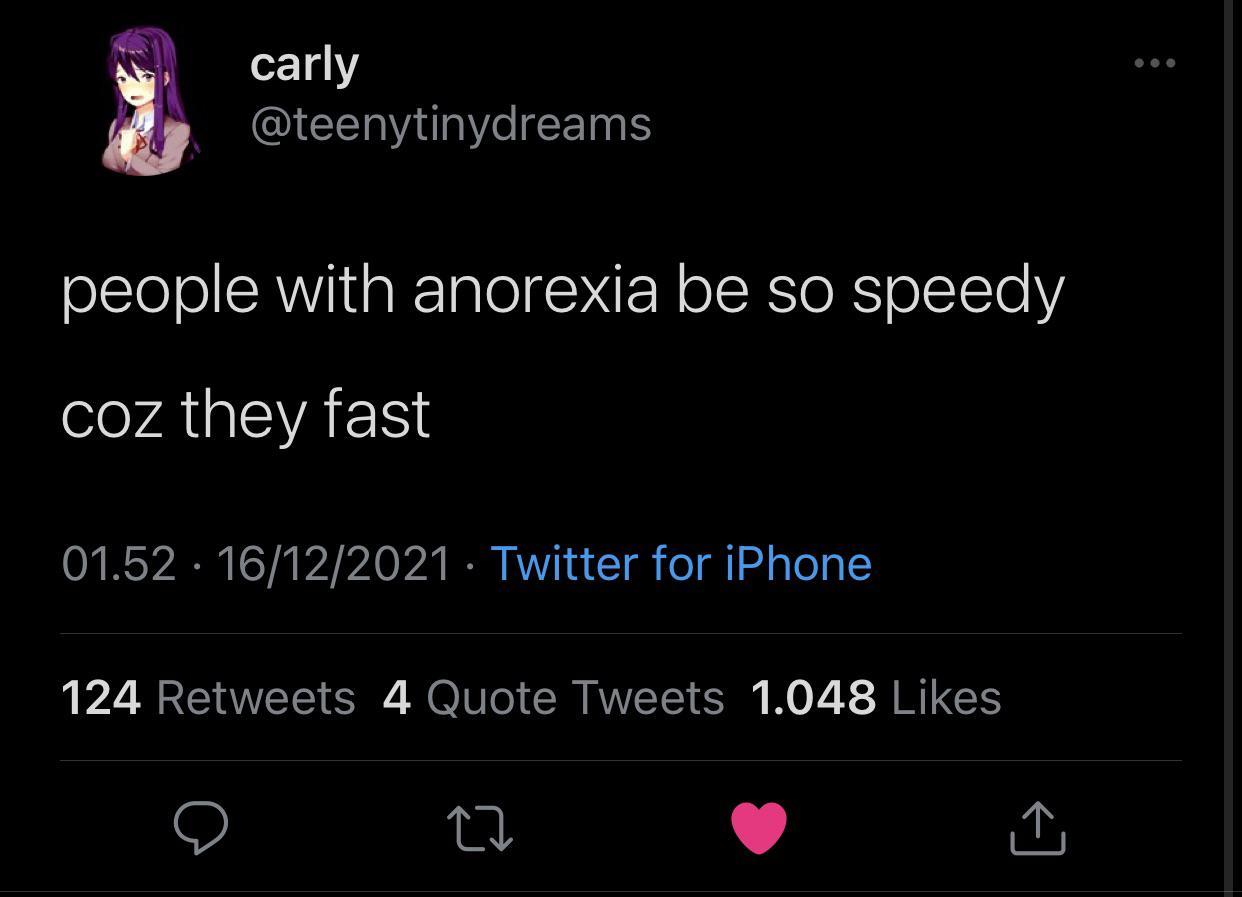 carly
@teenytinydreams
people with anorexia be so speedy
coz they fast
01.52 · 16/12/2021 · Twitter for iPhone
124 Retweets 4 Quote Tweets 1.048 Likes